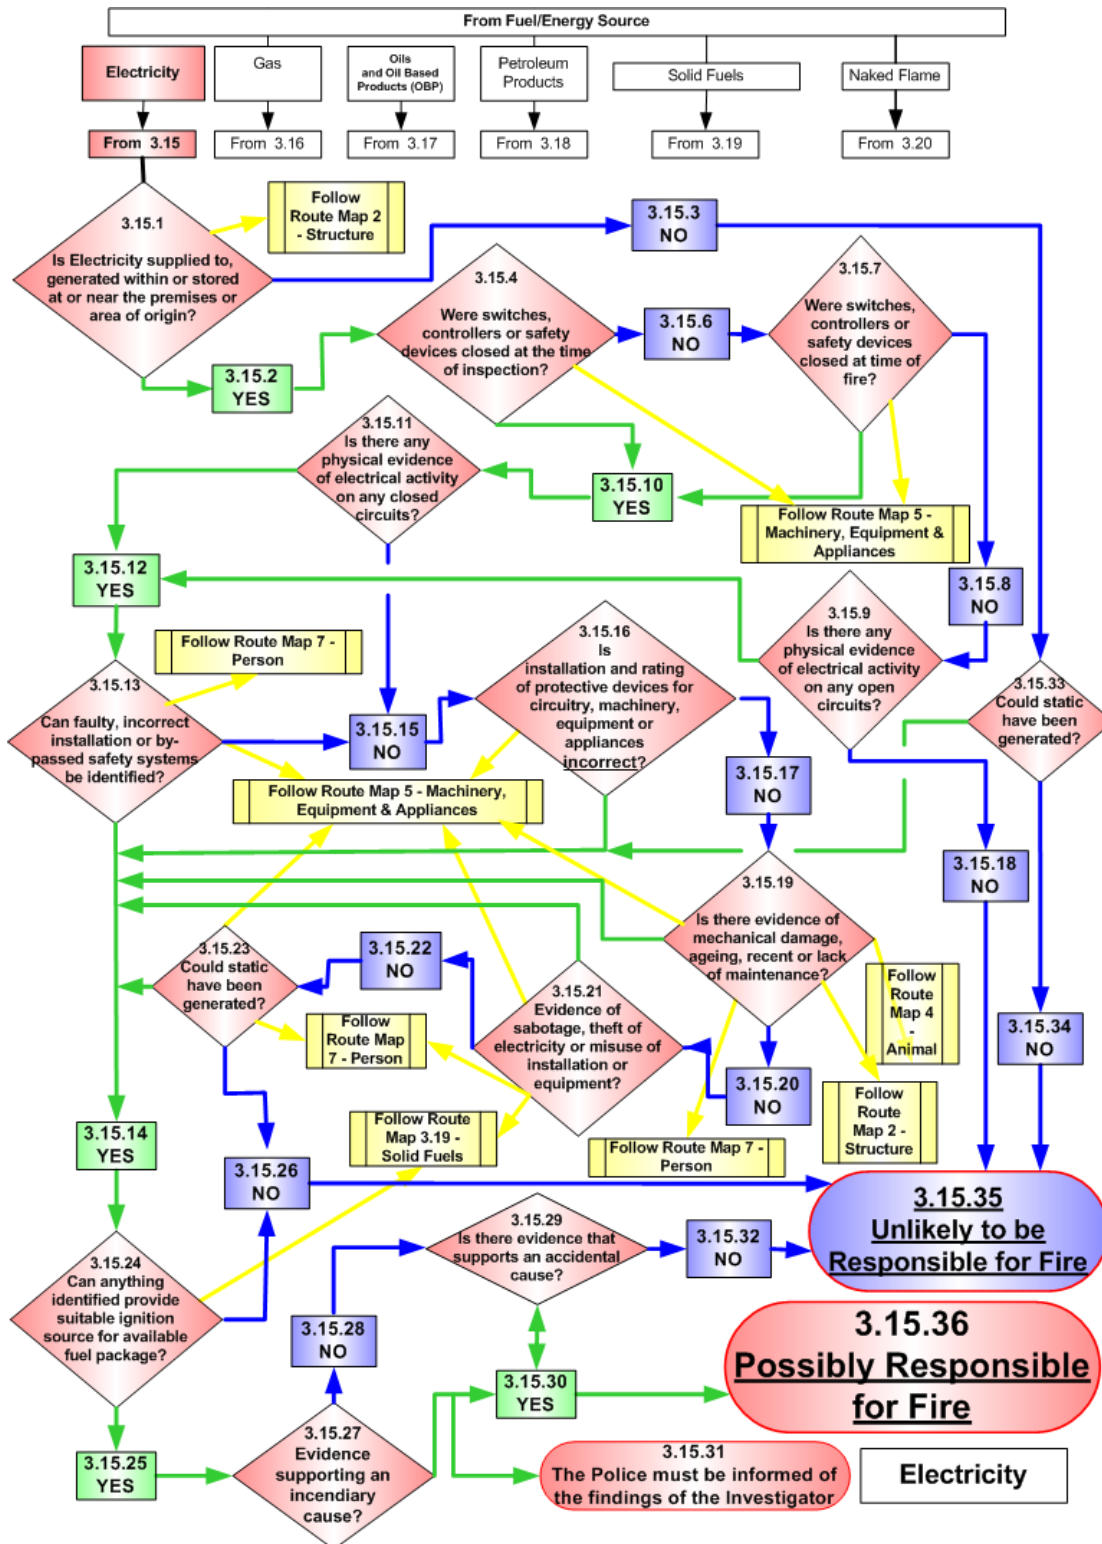 From Fuel/Energy Source
Electricity
Gas
Oils
and Oil Based
Products (OBP)
Petroleum
Products
Solid Fuels
Naked Flame
From 3.15
From 3.16
From 3.17
From 3.18
From 3.19
From 3.20
3.15.1
Is Electricity supplied to,
generated within or stored
at or near the premises or
area of origin?
Follow
Route Map 2
- Structure
3.15.3
NO
3.15.4
Were switches,
controllers or safety
devices closed at the time
of inspection?
3.15.6
NO
3.15.7
Were switches,
controllers or
safety devices
closed at time of
fire?
3.15.2
YES
3.15.11
Is there any
physical evidence
of electrical activity
on any closed
circuits?
3.15.10
YES
Follow Route Map 5 -
Machinery, Equipment &
Appliances
3.15.12
YES
3.15.8
NO
3.15.9
Is there any
physical evidence
of electrical activity
on any open
circuits?
Follow Route Map 7 -
Person
3.15.16
Is
installation and rating
of protective devices for
circuitry, machinery,
equipment or
appliances
incorrect?
3.15.33
Could static
have been
generated?
3.15.13
Can faulty, incorrect
installation or by-
passed safety systems
be identified?
3.15.15
NO
3.15.17
NO
Follow Route Map 5 - Machinery,
Equipment & Appliances
3.15.18
NO
3.15.19
Is there evidence of
mechanical damage,
ageing, recent or lack
of maintenance?
3.15.23
Could static
have been
generated?
3.15.22
NO
3.15.21
Evidence of
sabotage, theft of
electricity or misuse of
installation or
equipment?
Follow
Route Map
4
-
Animal
3.15.34
NO
Follow
Route Map
7 - Person
3.15.20
NO
Follow
Route
Map
2 -
Structure
3.15.14
YES
Follow Route
Map 3.19 -
Solid Fuels
Follow Route Map 7 -
Person
3.15.26
NO
3.15.35
Unlikely to be
Responsible for Fire
3.15.29
Is there evidence that
supports an accidental
cause?
3.15.32
NO
3.15.24
Can anything
identified provide
suitable ignition
source for available
fuel package?
3.15.28
NO
3.15.36
Possibly Responsible
for Fire
3.15.30
YES
3.15.25
YES
3.15.27
Evidence
supporting an
incendiary
cause?
3.15.31
The Police must be informed of
the findings of the Investigator
Electricity